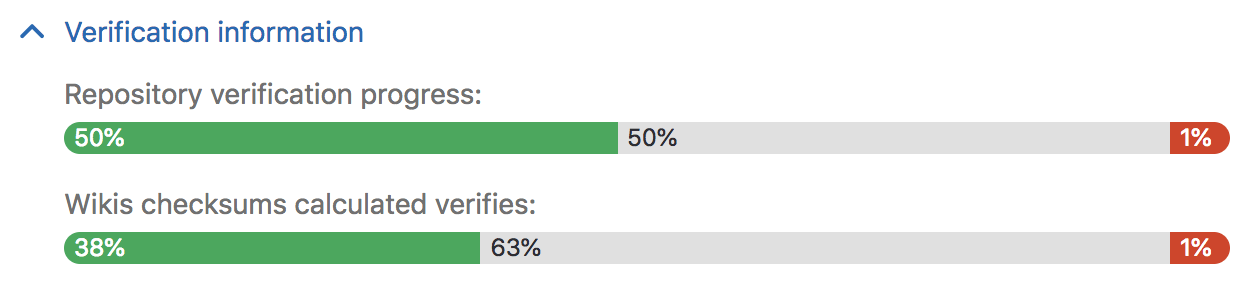 Verification information
Repository verification progress:
50% 50% 1%
Wikis checksums calculated verifies:
38% 63% 1%